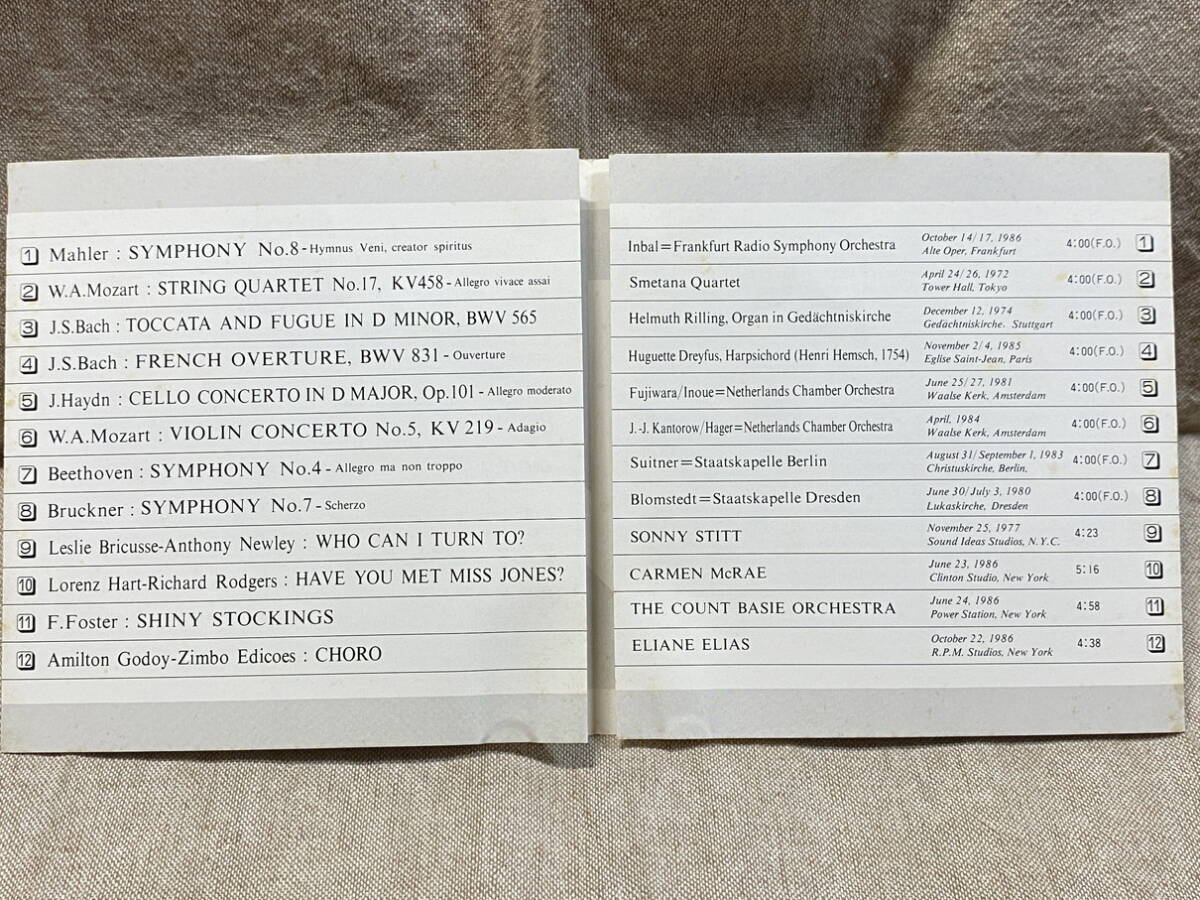 1 Mahler : SYMPHONY No.8 - Hymnus Veni, creator spiritus
2 W.A.Mozart : STRING QUARTET No.17, KV458 - Allegro vivace assai
3 J.S.Bach : TOCCATA AND FUGUE IN D MINOR, BWV 565
4 J.S.Bach : FRENCH OVERTURE, BWV 831 - Ouverture
5 J.Haydn : CELLO CONCERTO IN D MAJOR, Op.101 - Allegro moderato
6 W.A.Mozart : VIOLIN CONCERTO No.5, KV 219 - Adagio
7 Beethoven : SYMPHONY No.4 - Allegro ma non troppo
8 Bruckner : SYMPHONY No.7 - Scherzo
9 Leslie Bricusse-Anthony Newley : WHO CAN I TURN TO?
10 Lorenz Hart-Richard Rodgers : HAVE YOU MET MISS JONES?
11 F.Foster : SHINY STOCKINGS
12 Amilton Godoy-Zimbo Edicoes : CHORO
Inbal=Frankfurt Radio Symphony Orchestra October 14/17, 1986 4:00(F.O.) 1
Alte Oper, Frankfurt
Smetana Quartet April 24/26, 1972 4:00(F.O.) 2
Tower Hall, Tokyo
Helmuth Rilling, Organ in Gedächtniskirche December 12, 1974 4:00(F.O.) 3
Gedächtniskirche, Stuttgart
Huguette Dreyfus, Harpsichord (Henri Hemsch, 1754) November 2/4, 1985 4:00(F.O.) 4
Eglise Saint-Jean, Paris
Fujiwara/Inoue=Netherlands Chamber Orchestra June 25/27, 1981 4:00(F.O.) 5
Waalse Kerk, Amsterdam
J.-J. Kantorow/Hager=Netherlands Chamber Orchestra April, 1984 4:00(F.O.) 6
Waalse Kerk, Amsterdam
Suitner=Staatskapelle Berlin August 31/September 1, 1983 4:00(F.O.) 7
Christuskirche, Berlin,
Blomstedt=Staatskapelle Dresden June 30/July 3, 1980 4:00(F.O.) 8
Lukaskirche, Dresden
SONNY STITT November 25, 1977 4:23 9
Sound Ideas Studios, N.Y.C.
CARMEN McRAE June 23, 1986 5:16 10
Clinton Studio, New York
THE COUNT BASIE ORCHESTRA June 24, 1986 4:58 11
Power Station, New York
ELIANE ELIAS October 22, 1986 4:38 12
R.P.M. Studios, New York